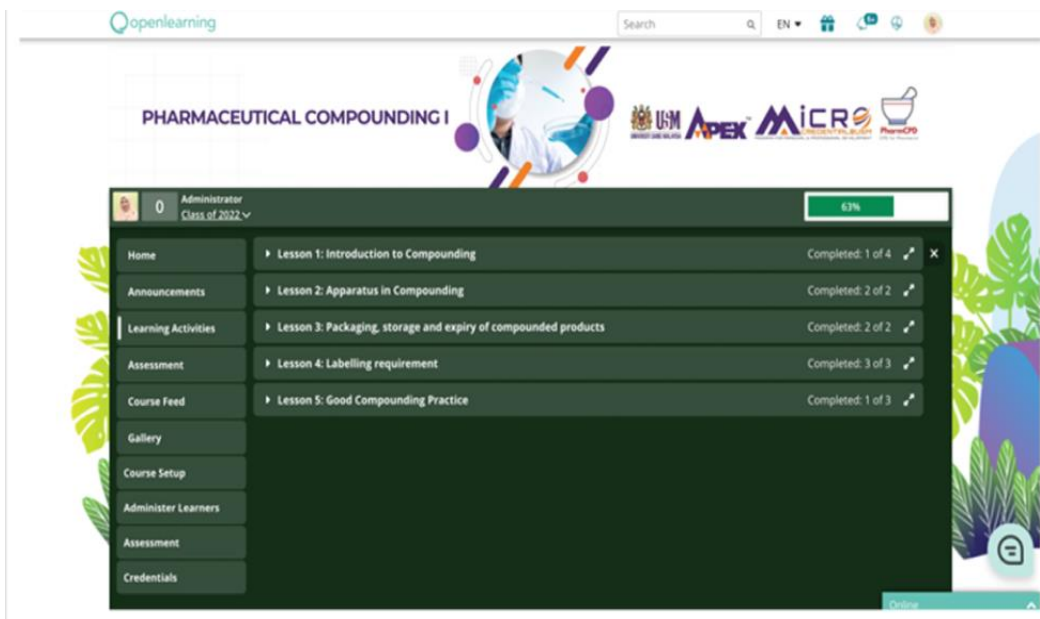 openlearning
Search
EN
PHARMACEUTICAL COMPOUNDING I
USM
APEX
MiCRO
CREDENTIAL@USM
PharmCPD
0
Administrator
Class of 2022
63%
Home
Announcements
Learning Activities
Assessment
Course Feed
Gallery
Course Setup
Administer Learners
Assessment
Credentials
Lesson 1: Introduction to Compounding
Completed: 1 of 4
Lesson 2: Apparatus in Compounding
Completed: 2 of 2
Lesson 3: Packaging, storage and expiry of compounded products
Completed: 2 of 2
Lesson 4: Labelling requirement
Completed: 3 of 3
Lesson 5: Good Compounding Practice
Completed: 1 of 3
Online